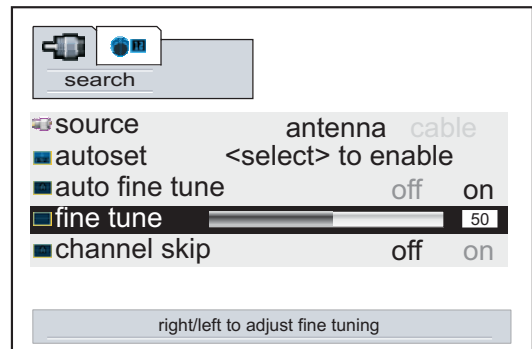 search
source antenna cable
autoset <select> to enable
auto fine tune off on
fine tune 50
channel skip off on
right/left to adjust fine tuning